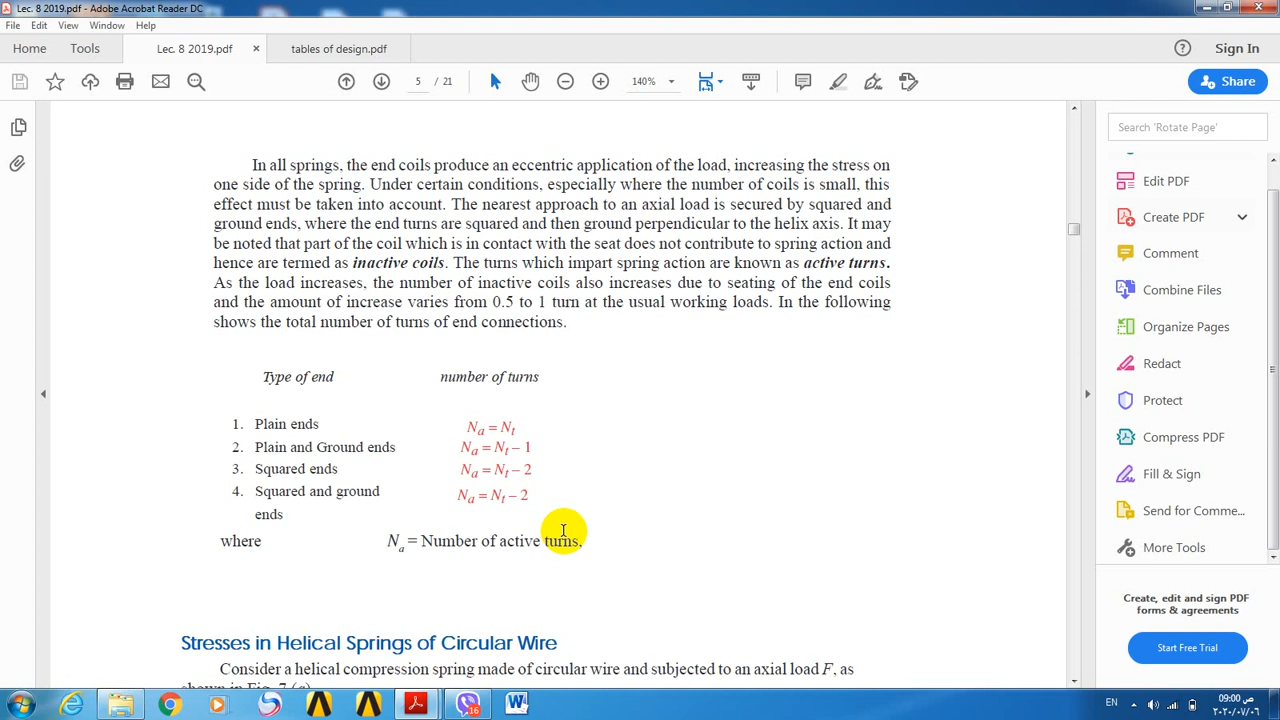 Lec. 8 2019.pdf - Adobe Acrobat Reader DC
File Edit View Window Help
Home Tools Lec. 8 2019.pdf × tables of design.pdf Sign In
5 / 21 140% Share
In all springs, the end coils produce an eccentric application of the load, increasing the stress on
one side of the spring. Under certain conditions, especially where the number of coils is small, this
effect must be taken into account. The nearest approach to an axial load is secured by squared and
ground ends, where the end turns are squared and then ground perpendicular to the helix axis. It may
be noted that part of the coil which is in contact with the seat does not contribute to spring action and
hence are termed as inactive coils. The turns which impart spring action are known as active turns.
As the load increases, the number of inactive coils also increases due to seating of the end coils
and the amount of increase varies from 0.5 to 1 turn at the usual working loads. In the following
shows the total number of turns of end connections.
Type of end number of turns
1. Plain ends Na = Nt
2. Plain and Ground ends Na = Nt – 1
3. Squared ends Na = Nt – 2
4. Squared and ground Na = Nt – 2
ends
where Na = Number of active turns,
Stresses in Helical Springs of Circular Wire
Consider a helical compression spring made of circular wire and subjected to an axial load F, as
shown in Fig. 7 (a)
Search 'Rotate Page'
Edit PDF
Create PDF
Comment
Combine Files
Organize Pages
Redact
Protect
Compress PDF
Fill & Sign
Send for Comme...
More Tools
Create, edit and sign PDF
forms & agreements
Start Free Trial
16
EN
09:00 ص
٢٠٢٠/٠٧/٠٦